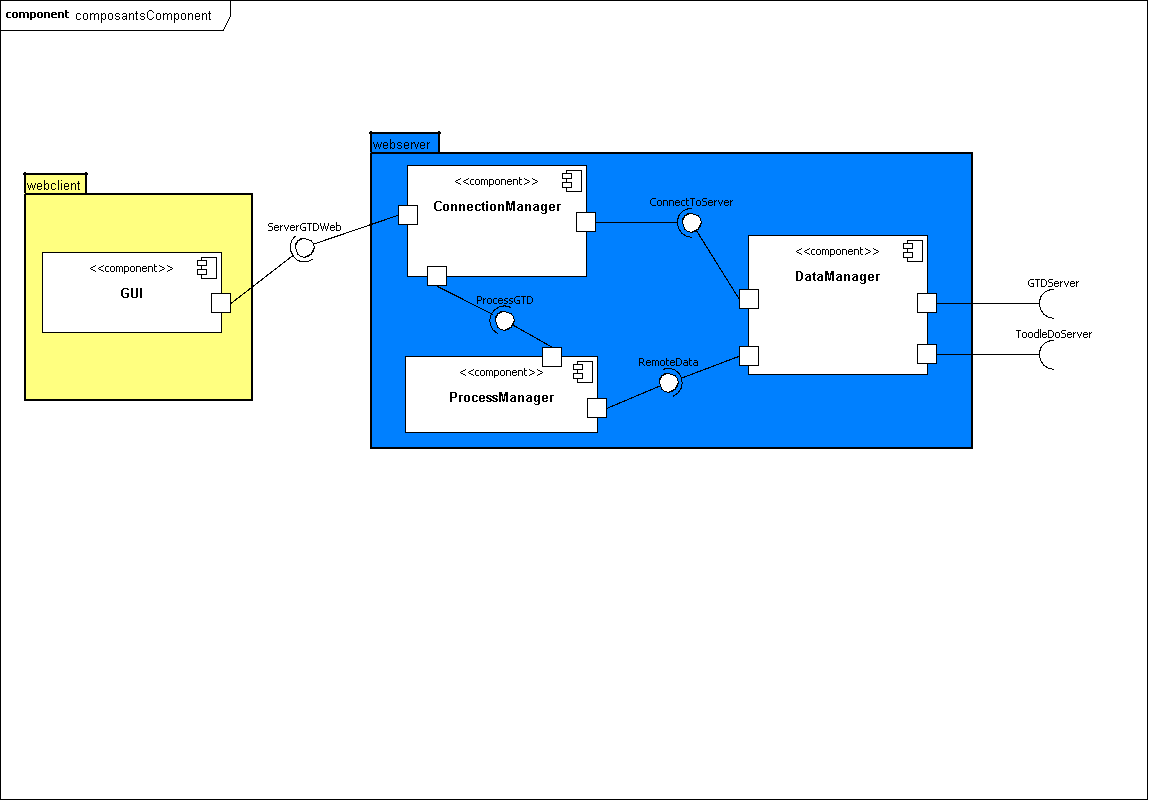 component composantsComponent
webserver
webclient
<<component>>
ConnectionManager
ConnectToServer
ServerGTDWeb
<<component>>
DataManager
<<component>>
GUI
GTDServer
ProcessGTD
ToodleDoServer
RemoteData
<<component>>
ProcessManager